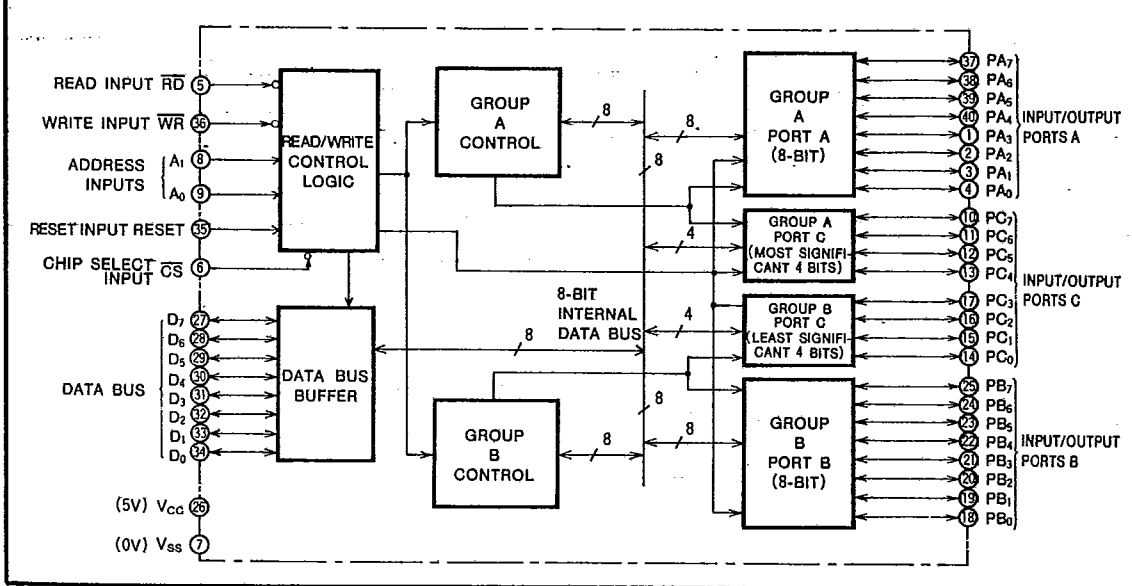 READ INPUT RD 5
WRITE INPUT WR 36
ADDRESS INPUTS
A1 8
A0 9
RESET INPUT RESET 35
CHIP SELECT INPUT CS 6
DATA BUS
D7 27
D6 28
D5 29
D4 30
D3 31
D2 32
D1 33
D0 34
(5V) VCC 26
(0V) VSS 7
READ/WRITE
CONTROL
LOGIC
DATA BUS
BUFFER
GROUP
A
CONTROL
GROUP
B
CONTROL
8
8
8
8
4
8-BIT
INTERNAL
DATA BUS
8
4
8
8
8
GROUP
A
PORT A
(8-BIT)
GROUP A
PORT C
(MOST SIGNIFI-
CANT 4 BITS)
GROUP B
PORT C
(LEAST SIGNIFI-
CANT 4 BITS)
GROUP
B
PORT B
(8-BIT)
37 PA7
38 PA6
39 PA5
40 PA4
1 PA3
2 PA2
3 PA1
4 PA0
INPUT/OUTPUT
PORTS A
10 PC7
11 PC6
12 PC5
13 PC4
17 PC3
16 PC2
15 PC1
14 PC0
INPUT/OUTPUT
PORTS C
25 PB7
24 PB6
23 PB5
22 PB4
21 PB3
20 PB2
19 PB1
18 PB0
INPUT/OUTPUT
PORTS B